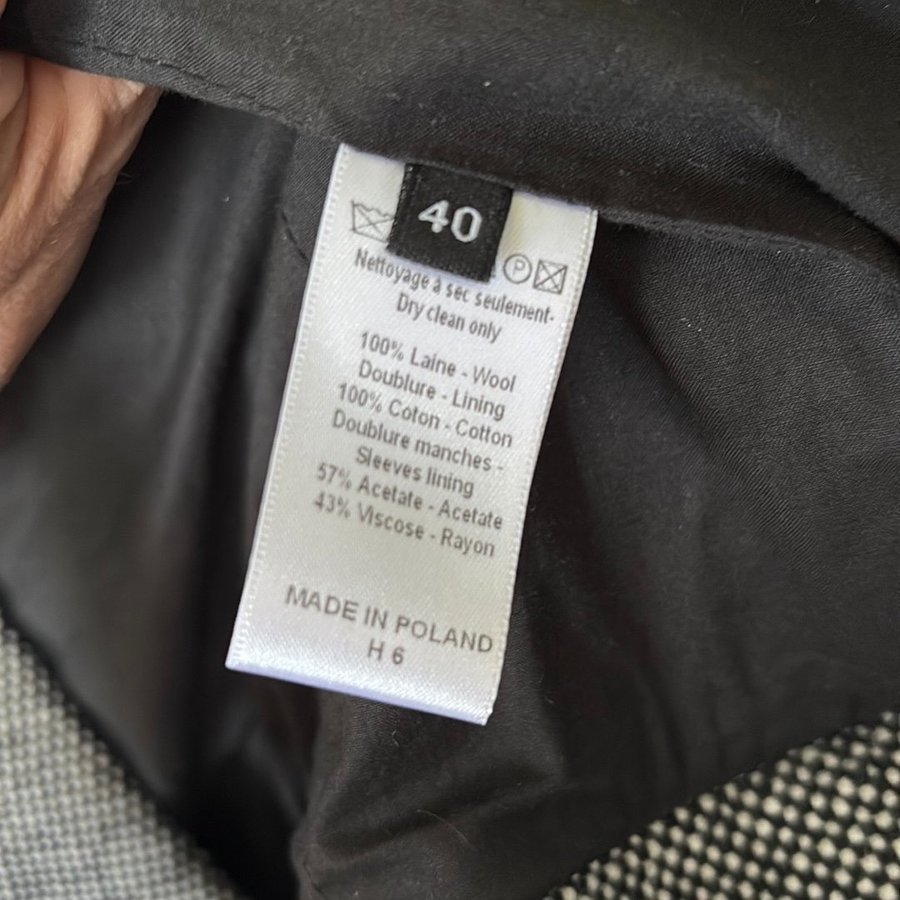 40
P
Nettoyage à sec seulement-
Dry clean only
100% Laine - Wool
Doublure - Lining
100% Coton - Cotton
Doublure manches -
Sleeves lining
57% Acetate - Acetate
43% Viscose - Rayon
MADE IN POLAND
H 6